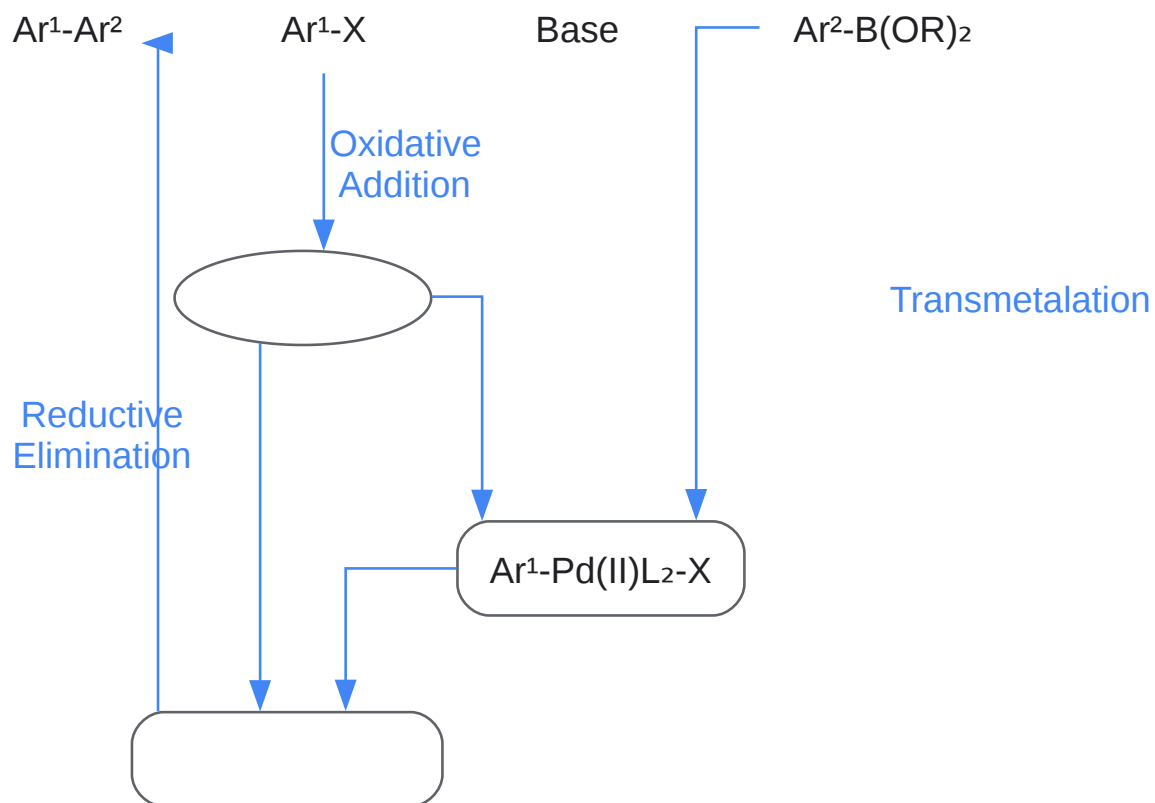 Ar¹-Ar²
Ar¹-X
Base
Ar²-B(OR)₂
Oxidative
Addition
Transmetalation
Reductive
Elimination
Ar¹-Pd(II)L₂-X